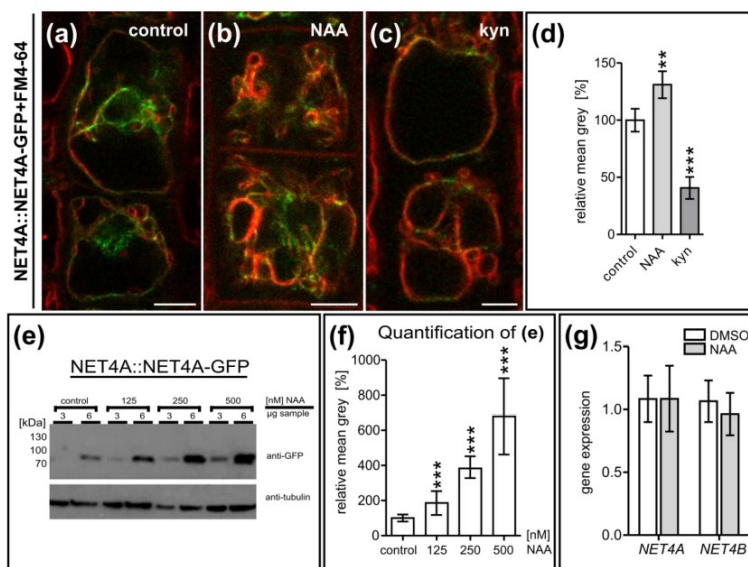 NET4A::NET4A-GFP+FM4-64
(a) control
(b) NAA
(c) kyn
(d)
relative mean grey [%]
150
100
50
0
**
***
control NAA kyn
(e)
NET4A::NET4A-GFP
control 125 250 500 [nM] NAA
3 6 3 6 3 6 3 6 µg sample
[kDa]
130
100
70
anti-GFP
anti-tubulin
(f) Quantification of (e)
relative mean grey [%]
1000
800
600
400
200
0
***
***
***
control 125 250 500 [nM] NAA
(g)
DMSO
NAA
gene expression
1.5
1.0
0.5
0.0
NET4A NET4B